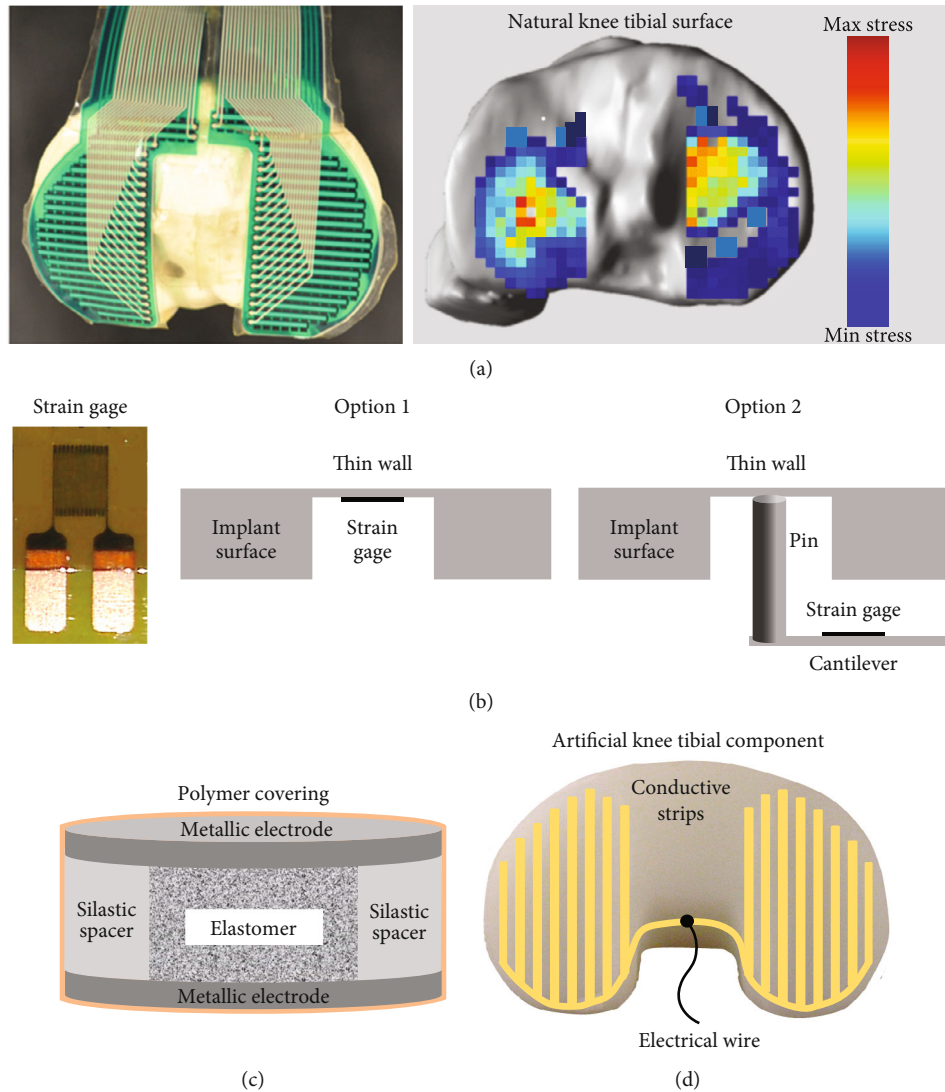 Natural knee tibial surface
Max stress
Min stress
(a)
Strain gage
Option 1
Option 2
Thin wall
Thin wall
Implant
surface
Strain
gage
Implant
surface
Pin
Strain gage
Cantilever
(b)
Polymer covering
Metallic electrode
Silastic
spacer
Elastomer
Silastic
spacer
Metallic electrode
(c)
Artificial knee tibial component
Conductive
strips
Electrical wire
(d)